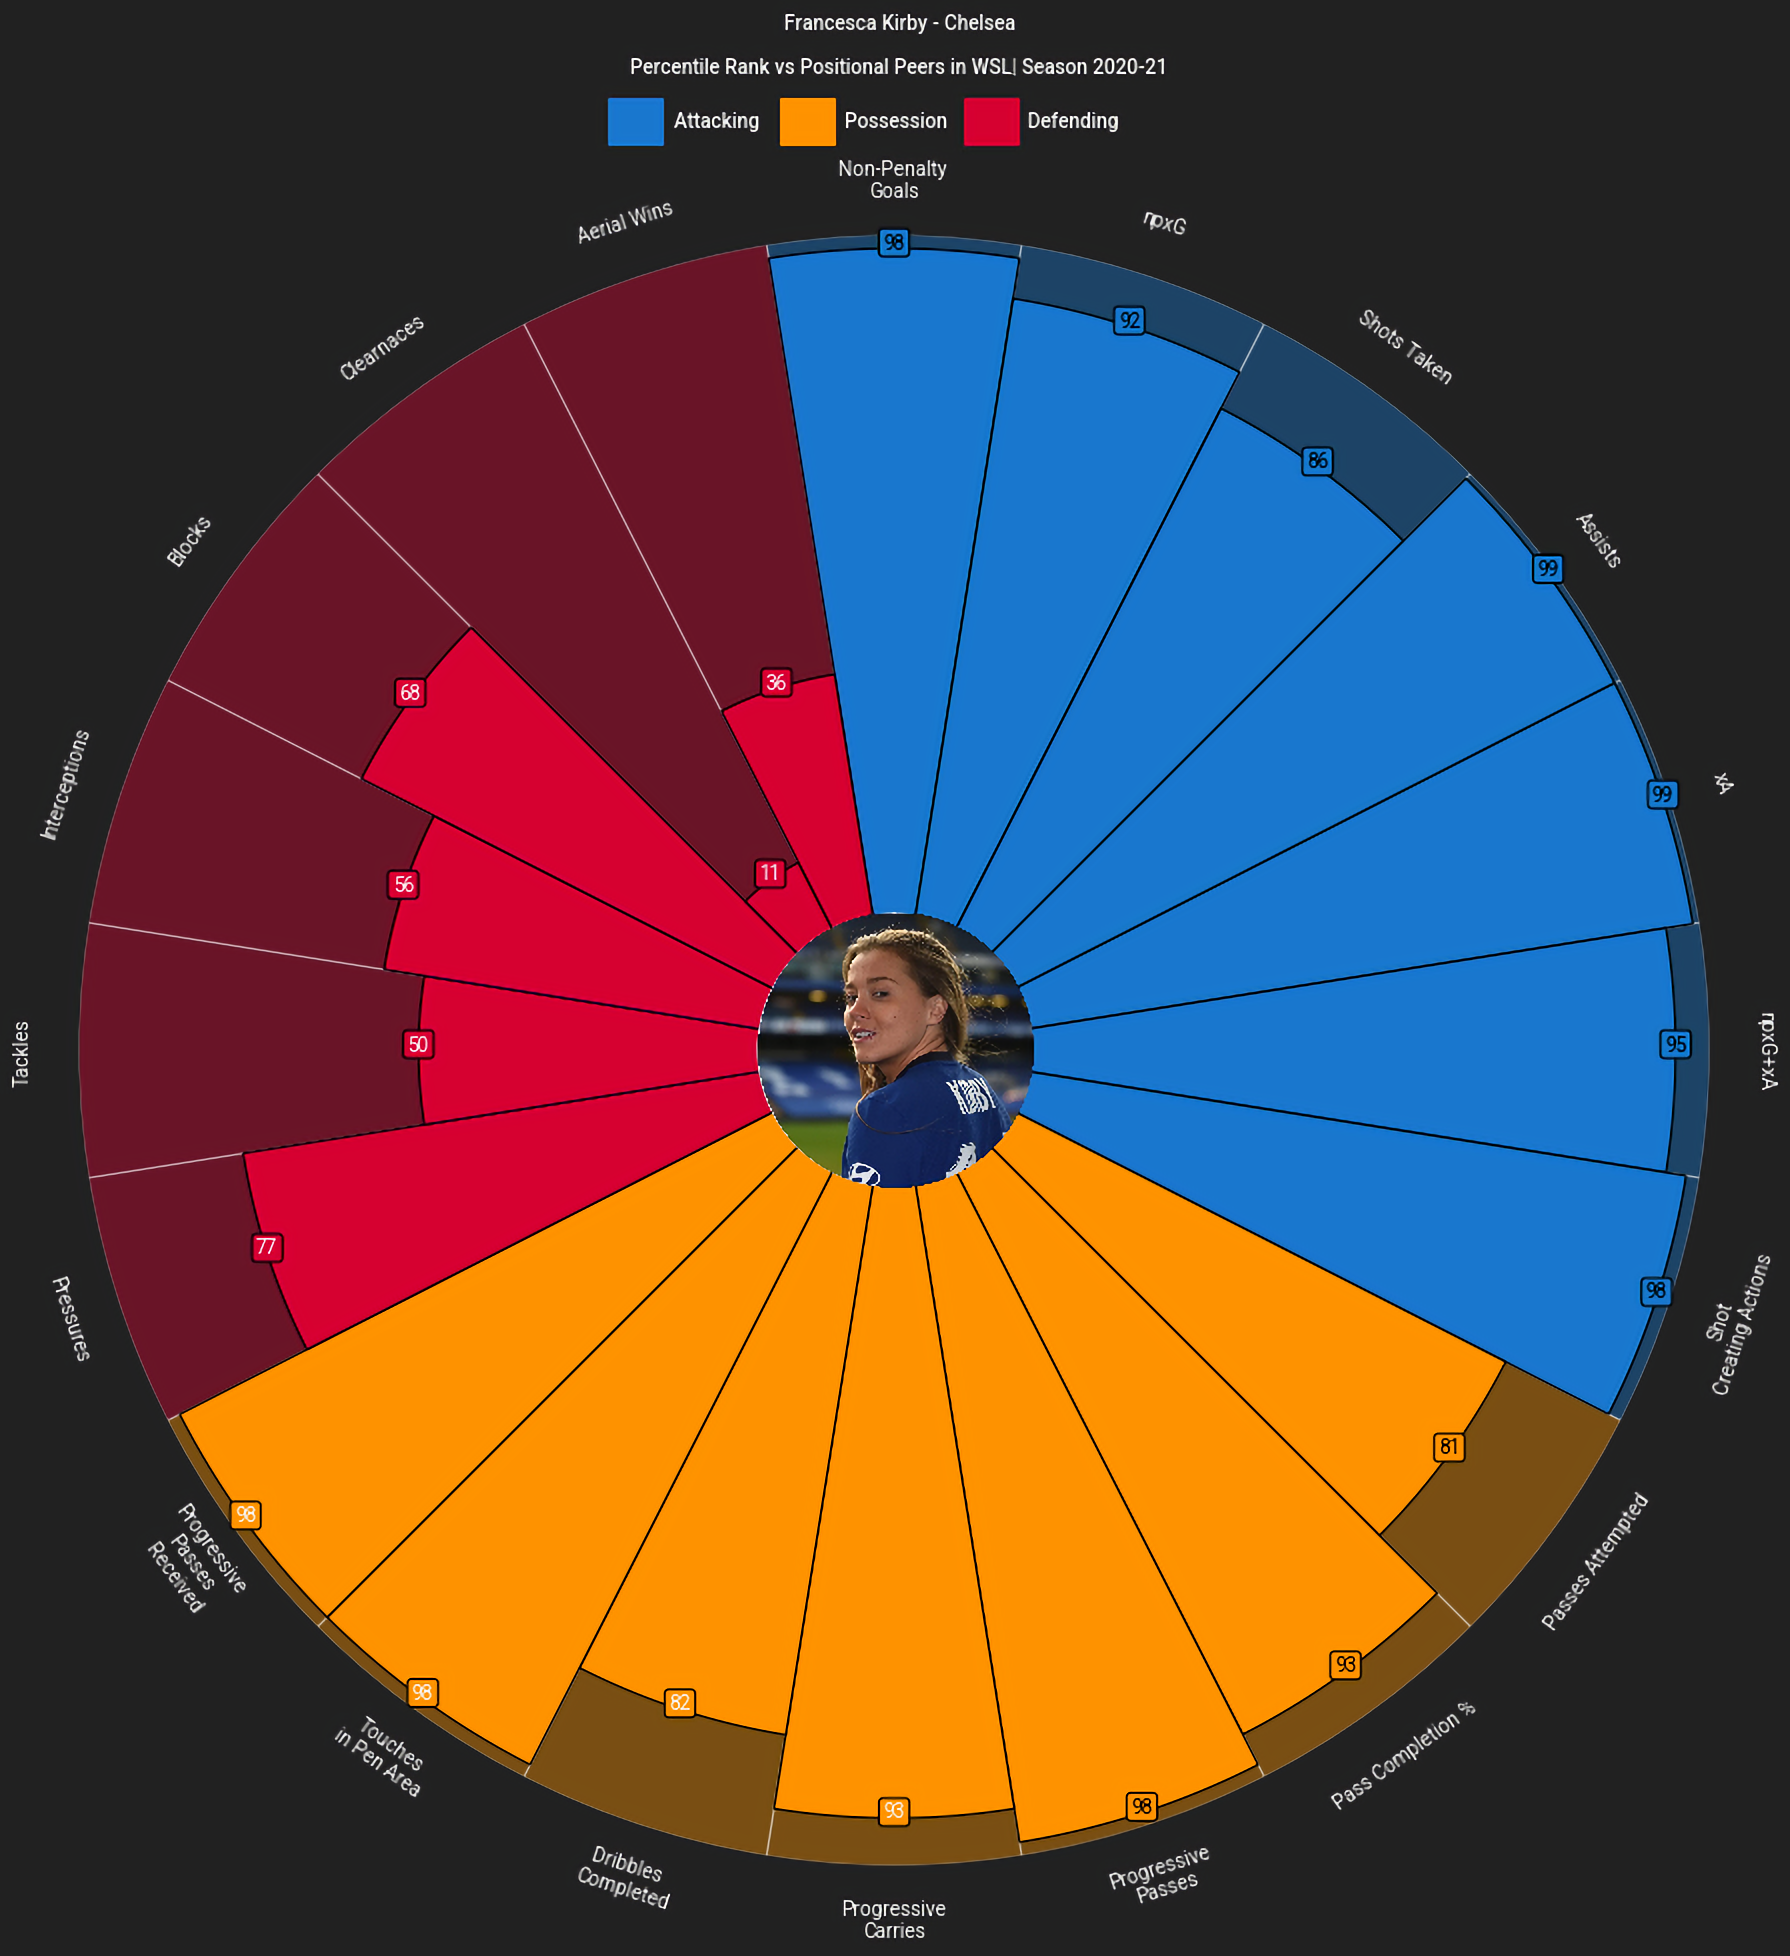 Francesca Kirby - Chelsea
Percentile Rank vs Positional Peers in WSL| Season 2020-21
Attacking
Possession
Defending
Non-Penalty
Goals
98
npxG
92
Shots Taken
86
Assists
99
xA
99
npxG+xA
95
Shot
Creating Actions
98
Passes Attempted
81
Pass Completion %
93
Progressive
Passes
98
Progressive
Carries
93
Dribbles
Completed
82
Touches
in Pen Area
98
Progressive
Passes
Received
98
Pressures
77
Tackles
50
Interceptions
56
Blocks
68
Clearnaces
11
Aerial Wins
36
KIRBY